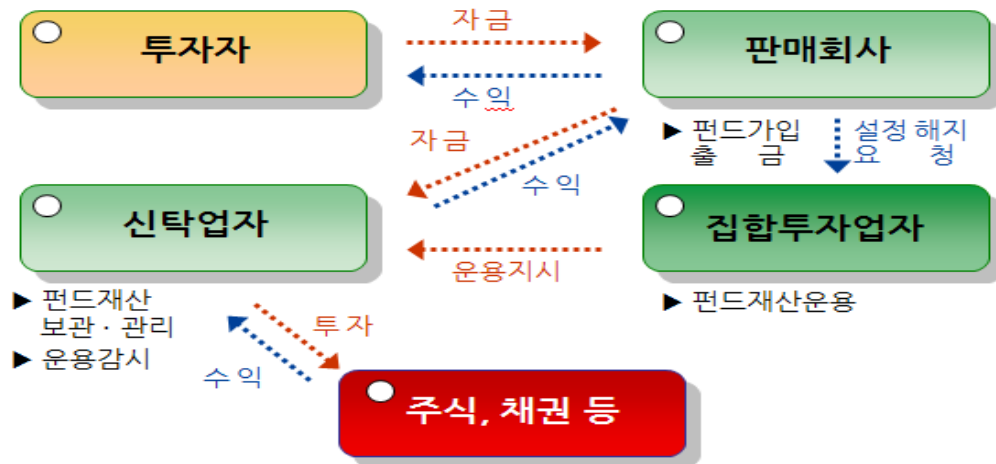 투자자
자 금
판매회사
수 익
자 금
수 익
▶ 펀드가입
출 금
설정 해지
요 청
신탁업자
집합투자업자
운용지시
▶ 펀드재산
보관 · 관리
▶ 운용감시
▶ 펀드재산운용
투 자
수 익
주식, 채권 등